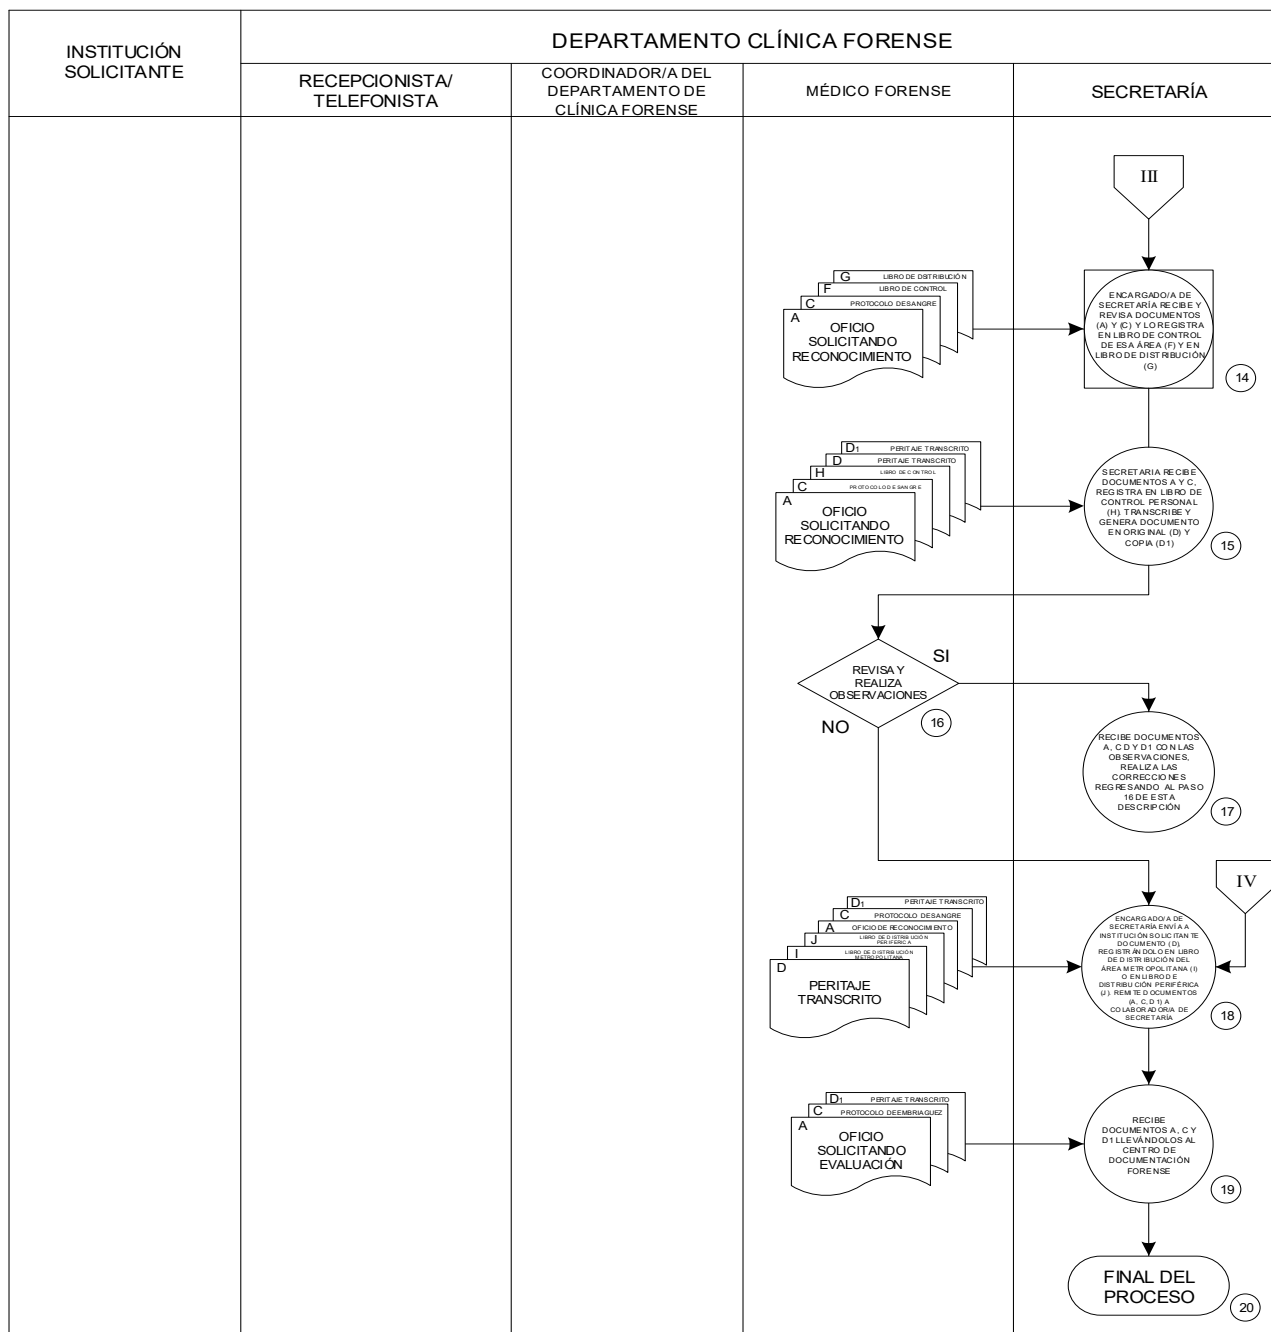 INSTITUCIÓN
SOLICITANTE
DEPARTAMENTO CLÍNICA FORENSE
RECEPCIONISTA/
TELEFONISTA
COORDINADOR/A DEL
DEPARTAMENTO DE
CLÍNICA FORENSE
MÉDICO FORENSE
SECRETARÍA
III
G LIBRO DE DSITRIBUCIÓN
F LIBRO DE CONTROL
C PROTOCOLO DE SANGRE
A
OFICIO
SOLICITANDO
RECONOCIMIENTO
ENCARGADO/A DE
SECRETARÍA RECIBE Y
REVISA DOCUMENTOS
(A) Y (C) Y LO REGISTRA
EN LIBRO DE CONTROL
DE ESA ÁREA (F) Y EN
LIBRO DE DISTRIBUCIÓN
(G)
14
D1 PERITAJE TRANSCRITO
D PERITAJE TRANSCRITO
H LIBRO DE CONTROL
C PROTOCOLO DE SANGRE
A
OFICIO
SOLICITANDO
RECONOCIMIENTO
SECRETARIA RECIBE
DOCUMENTOS A Y C,
REGISTRA EN LIBRO DE
CONTROL PERSONAL
(H). TRANSCRIBE Y
GENERA DOCUMENTO
EN ORIGINAL (D) Y
COPIA (D1)
15
REVISA Y
REALIZA
OBSERVACIONES
SI
NO
16
RECIBE DOCUMENTOS
A, C D Y D1 CON LAS
OBSERVACIONES,
REALIZA LAS
CORRECCIONES
REGRESANDO AL PASO
16 DE ESTA
DESCRIPCIÓN
17
IV
D1 PERITAJE TRANSCRITO
C PROTOCOLO DE SANGRE
A OFICIO DE RECONOCIMIENTO
J LIBRO DE DISTRIBUCIÓN
PERIFÉRICA
I LIBRO DE DISTRIBUCIÓN
METROPOLITANA
D
PERITAJE
TRANSCRITO
ENCARGADO/A DE
SECRETARÍA ENVÍA A
INSTITUCIÓN SOLICITANTE
DOCUMENTO (D),
REGISTRÁNDOLO EN LIBRO
DE DISTRIBUCIÓN DEL
ÁREA METROPOLITANA (I)
O EN LIBRO DE
DISTRIBUCIÓN PERIFÉRICA
(J). REMITE DOCUMENTOS
(A, C, D1) A
COLABORADOR/A DE
SECRETARÍA
18
D1 PERITAJE TRANSCRITO
C PROTOCOLO DE EMBRIAGUEZ
A
OFICIO
SOLICITANDO
EVALUACIÓN
RECIBE
DOCUMENTOS A, C Y
D1 LLEVÁNDOLOS AL
CENTRO DE
DOCUMENTACIÓN
FORENSE
19
FINAL DEL
PROCESO
20